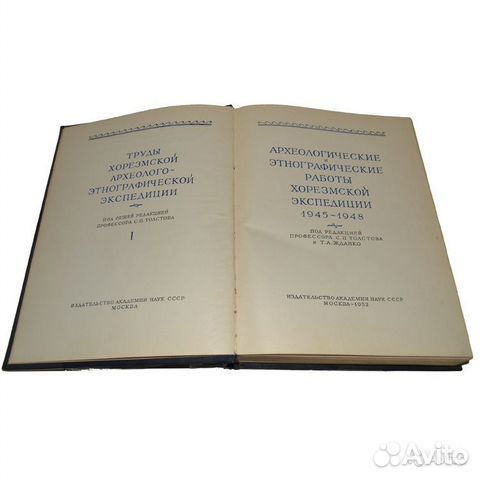 ТРУДЫ
ХОРЕЗМСКОЙ
АРХЕОЛОГО-
ЭТНОГРАФИЧЕСКОЙ
ЭКСПЕДИЦИИ
ПОД ОБЩЕЙ РЕДАКЦИЕЙ
ПРОФЕССОРА С.П. ТОЛСТОВА
I
ИЗДАТЕЛЬСТВО АКАДЕМИИ НАУК СССР
МОСКВА
АРХЕОЛОГИЧЕСКИЕ
И
ЭТНОГРАФИЧЕСКИЕ
РАБОТЫ
ХОРЕЗМСКОЙ
ЭКСПЕДИЦИИ
1945-1948
ПОД РЕДАКЦИЕЙ
ПРОФЕССОРА С.П. ТОЛСТОВА
И Т.А. ЖДАНКО
ИЗДАТЕЛЬСТВО АКАДЕМИИ НАУК СССР
МОСКВА-1952
Avito